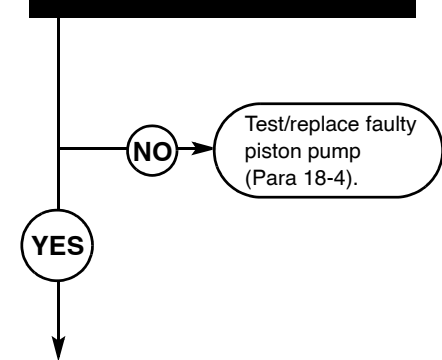 NO
Test/replace faulty
piston pump
(Para 18-4).
YES